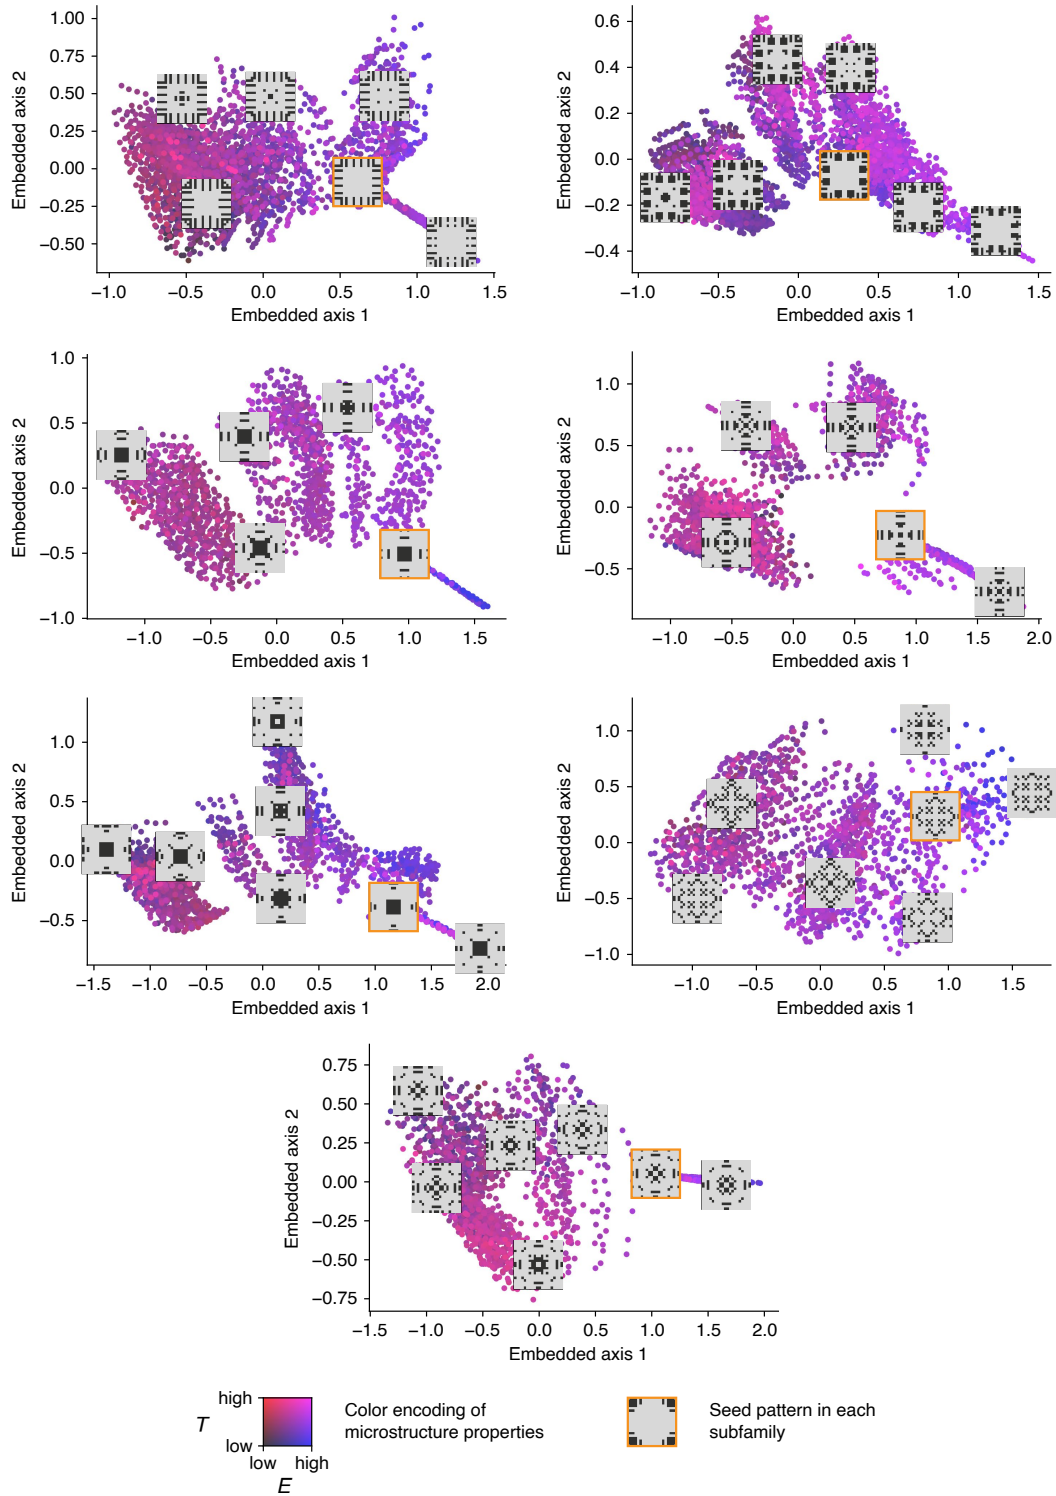 1.00
0.75
0.50
0.25
0.00
−0.25
−0.50
Embedded axis 2
−1.0 −0.5 0.0 0.5 1.0 1.5
Embedded axis 1
0.6
0.4
0.2
0.0
−0.2
−0.4
Embedded axis 2
−1.0 −0.5 0.0 0.5 1.0 1.5
Embedded axis 1
1.0
0.5
0.0
−0.5
−1.0
Embedded axis 2
−1.0 −0.5 0.0 0.5 1.0 1.5
Embedded axis 1
1.0
0.5
0.0
−0.5
Embedded axis 2
−1.0 −0.5 0.0 0.5 1.0 1.5 2.0
Embedded axis 1
1.0
0.5
0.0
−0.5
Embedded axis 2
−1.5 −1.0 −0.5 0.0 0.5 1.0 1.5 2.0
Embedded axis 1
1.0
0.5
0.0
−0.5
−1.0
Embedded axis 2
−1.0 −0.5 0.0 0.5 1.0 1.5
Embedded axis 1
0.75
0.50
0.25
0.00
−0.25
−0.50
−0.75
Embedded axis 2
−1.5 −1.0 −0.5 0.0 0.5 1.0 1.5 2.0
Embedded axis 1
high
T
low
low high
E
Color encoding of
microstructure properties
Seed pattern in each
subfamily